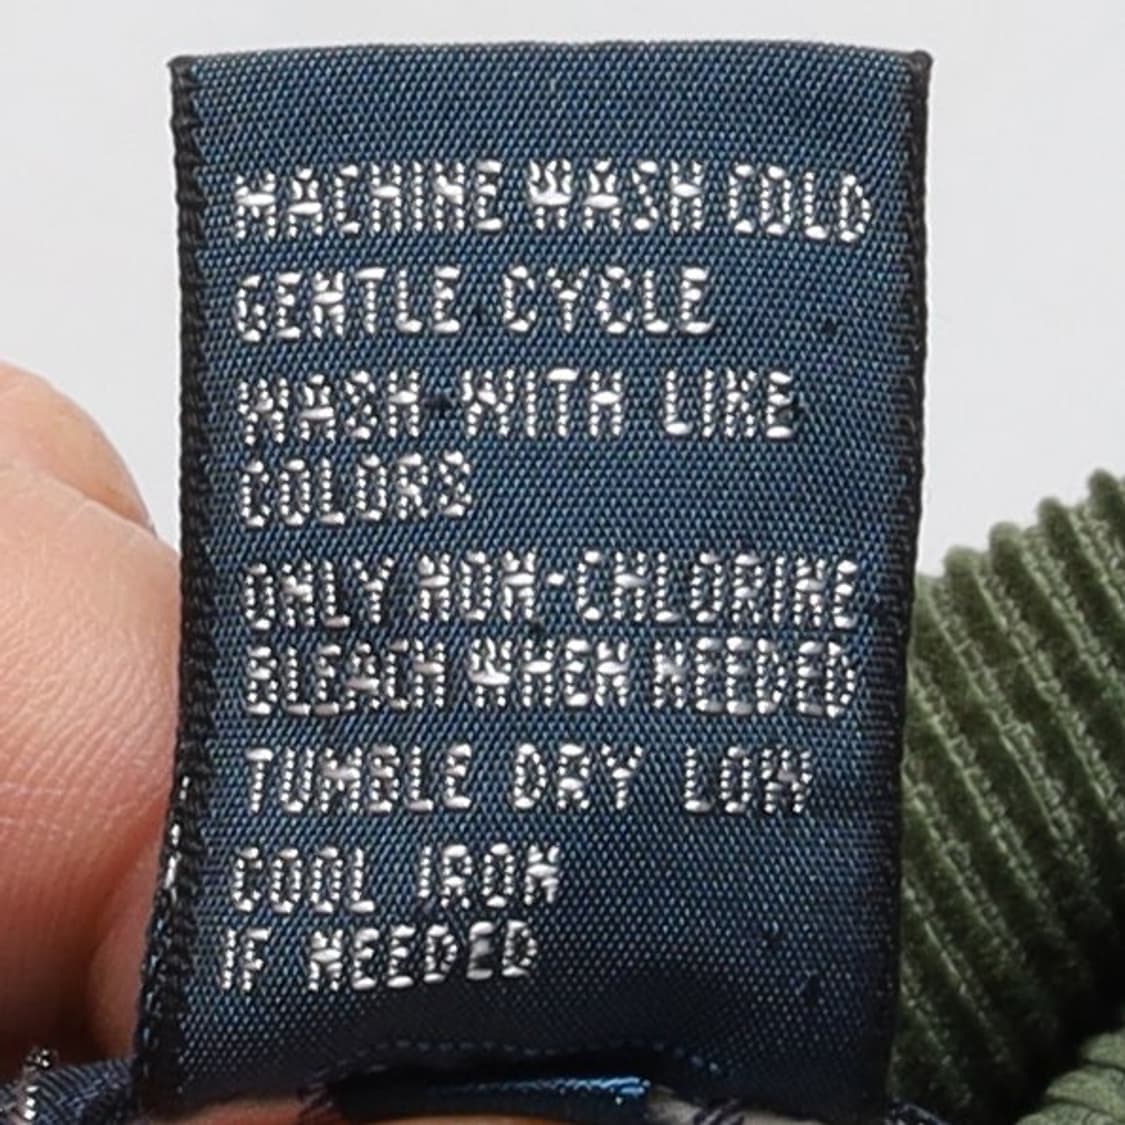 MACHINE WASH COLD
GENTLE CYCLE
WASH WITH LIKE
COLORS
ONLY NON-CHLORINE
BLEACH WHEN NEEDED
TUMBLE DRY LOW
COOL IRON
IF NEEDED